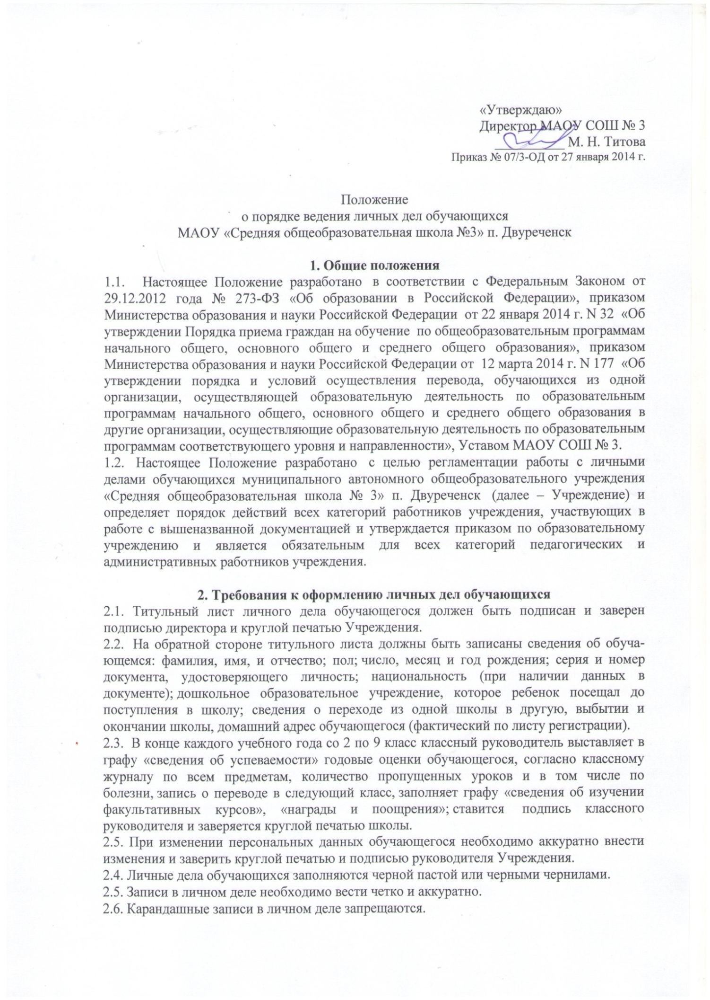 «Утверждаю»
Директор МАОУ СОШ № 3
__________ М. Н. Титова
Приказ № 07/3-ОД от 27 января 2014 г.
Положение
о порядке ведения личных дел обучающихся
МАОУ «Средняя общеобразовательная школа №3» п. Двуреченск
1. Общие положения
1.1. Настоящее Положение разработано в соответствии с Федеральным Законом от
29.12.2012 года № 273-ФЗ «Об образовании в Российской Федерации», приказом
Министерства образования и науки Российской Федерации от 22 января 2014 г. N 32 «Об
утверждении Порядка приема граждан на обучение по общеобразовательным программам
начального общего, основного общего и среднего общего образования», приказом
Министерства образования и науки Российской Федерации от 12 марта 2014 г. N 177 «Об
утверждении порядка и условий осуществления перевода, обучающихся из одной
организации, осуществляющей образовательную деятельность по образовательным
программам начального общего, основного общего и среднего общего образования в
другие организации, осуществляющие образовательную деятельность по образовательным
программам соответствующего уровня и направленности», Уставом МАОУ СОШ № 3.
1.2. Настоящее Положение разработано с целью регламентации работы с личными
делами обучающихся муниципального автономного общеобразовательного учреждения
«Средняя общеобразовательная школа № 3» п. Двуреченск (далее – Учреждение) и
определяет порядок действий всех категорий работников учреждения, участвующих в
работе с вышеназванной документацией и утверждается приказом по образовательному
учреждению и является обязательным для всех категорий педагогических и
административных работников учреждения.
2. Требования к оформлению личных дел обучающихся
2.1. Титульный лист личного дела обучающегося должен быть подписан и заверен
подписью директора и круглой печатью Учреждения.
2.2. На обратной стороне титульного листа должны быть записаны сведения об обуча-
ющемся: фамилия, имя, и отчество; пол; число, месяц и год рождения; серия и номер
документа, удостоверяющего личность; национальность (при наличии данных в
документе); дошкольное образовательное учреждение, которое ребенок посещал до
поступления в школу; сведения о переходе из одной школы в другую, выбытии и
окончании школы, домашний адрес обучающегося (фактический по листу регистрации).
2.3. В конце каждого учебного года со 2 по 9 класс классный руководитель выставляет в
графу «сведения об успеваемости» годовые оценки обучающегося, согласно классному
журналу по всем предметам, количество пропущенных уроков и в том числе по
болезни, запись о переводе в следующий класс, заполняет графу «сведения об изучении
факультативных курсов», «награды и поощрения»; ставится подпись классного
руководителя и заверяется круглой печатью школы.
2.5. При изменении персональных данных обучающегося необходимо аккуратно внести
изменения и заверить круглой печатью и подписью руководителя Учреждения.
2.4. Личные дела обучающихся заполняются черной пастой или черными чернилами.
2.5. Записи в личном деле необходимо вести четко и аккуратно.
2.6. Карандашные записи в личном деле запрещаются.